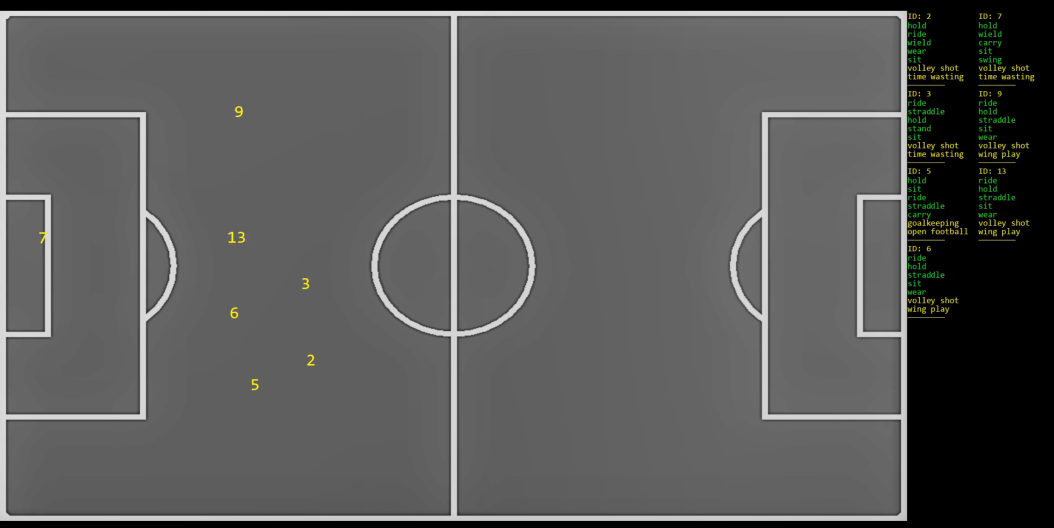 9
7
13
3
6
2
5
ID: 2
hold
ride
wield
wear
sit
volley shot
time wasting
ID: 3
ride
straddle
hold
stand
sit
volley shot
time wasting
ID: 5
hold
sit
ride
straddle
carry
goalkeeping
open football
ID: 6
ride
hold
straddle
sit
wear
volley shot
wing play
ID: 7
hold
wield
carry
sit
swing
volley shot
time wasting
ID: 9
ride
hold
straddle
sit
wear
volley shot
wing play
ID: 13
ride
hold
straddle
sit
wear
volley shot
wing play